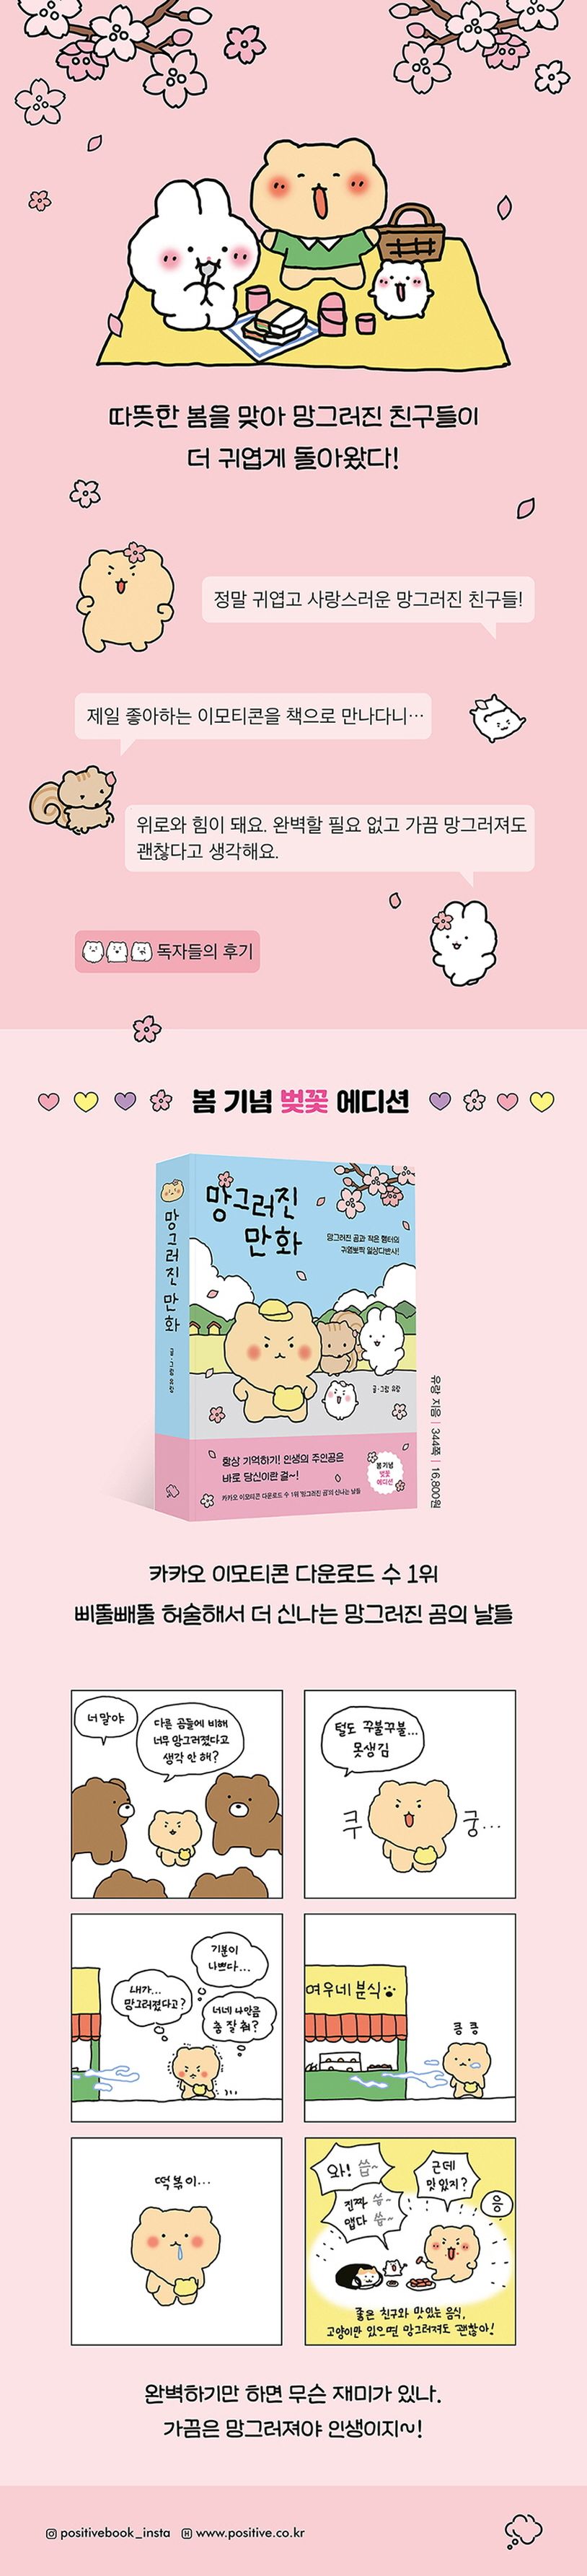 따뜻한 봄을 맞아 망그러진 친구들이
더 귀엽게 돌아왔다!
정말 귀엽고 사랑스러운 망그러진 친구들!
제일 좋아하는 이모티콘을 책으로 만나다니…
위로와 힘이 돼요. 완벽할 필요 없고 가끔 망그러져도
괜찮다고 생각해요.
독자들의 후기
봄 기념 벚꽃 에디션
망그러진
만화
망그러진 곰과 작은 햄터의
귀염뽀짝 일상다반사!
글·그림 유랑
망그러진 만화
글·그림 유랑
항상 기억하기! 인생의 주인공은
바로 당신이란 걸~!
카카오 이모티콘 다운로드 수 1위 '망그러진 곰'의 신나는 날들
봄 기념
벚꽃
에디션
유랑 지음 | 344쪽 | 16,800원
카카오 이모티콘 다운로드 수 1위
삐뚤빼뚤 허술해서 더 신나는 망그러진 곰의 날들
너 말야
다른 곰들에 비해
너무 망그러졌다고
생각 안 해?
털도 꾸불꾸불...
못생김
쿠
궁...
기분이
나쁘다...
내가...
망그러졌다고?
너네 나만큼
춤 잘 춰?
여우네 분식
킁 킁
떡볶이...
와! 씁~
진짜 씁~
맵다 씁~
근데
맛있지?
응
좋은 친구와 맛있는 음식,
고양이만 있으면 망그러져도 괜찮아!
완벽하기만 하면 무슨 재미가 있나.
가끔은 망그러져야 인생이지~!
positivebook_insta
www.positive.co.kr